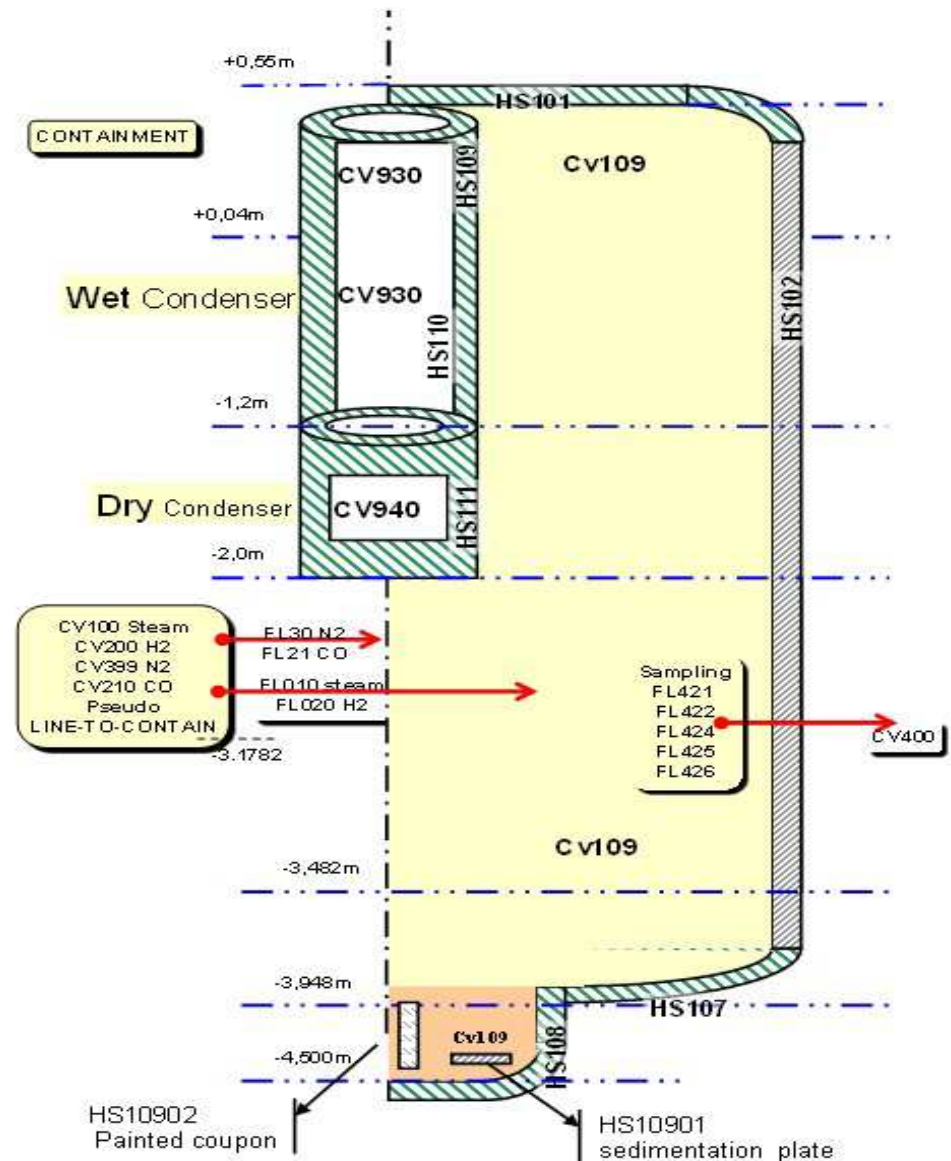 +0,55m
HS101
CONTAINMENT
CV930
HS109
Cv109
+0,04m
Wet Condenser
CV930
HS110
HS102
-1,2m
Dry Condenser
CV940
HS111
-2,0m
CV100 Steam
CV200 H2
CV399 N2
CV210 CO
Pseudo
LINE-TO-CONTAIN
FL30 N2
FL21 CO
FL010 steam
FL020 H2
-3.1782
Sampling
FL421
FL422
FL424
FL425
FL426
CV400
Cv109
-3,482m
-3,948m
HS107
Cv109
HS108
-4,500m
HS10902
Painted coupon
HS10901
sedimentation plate